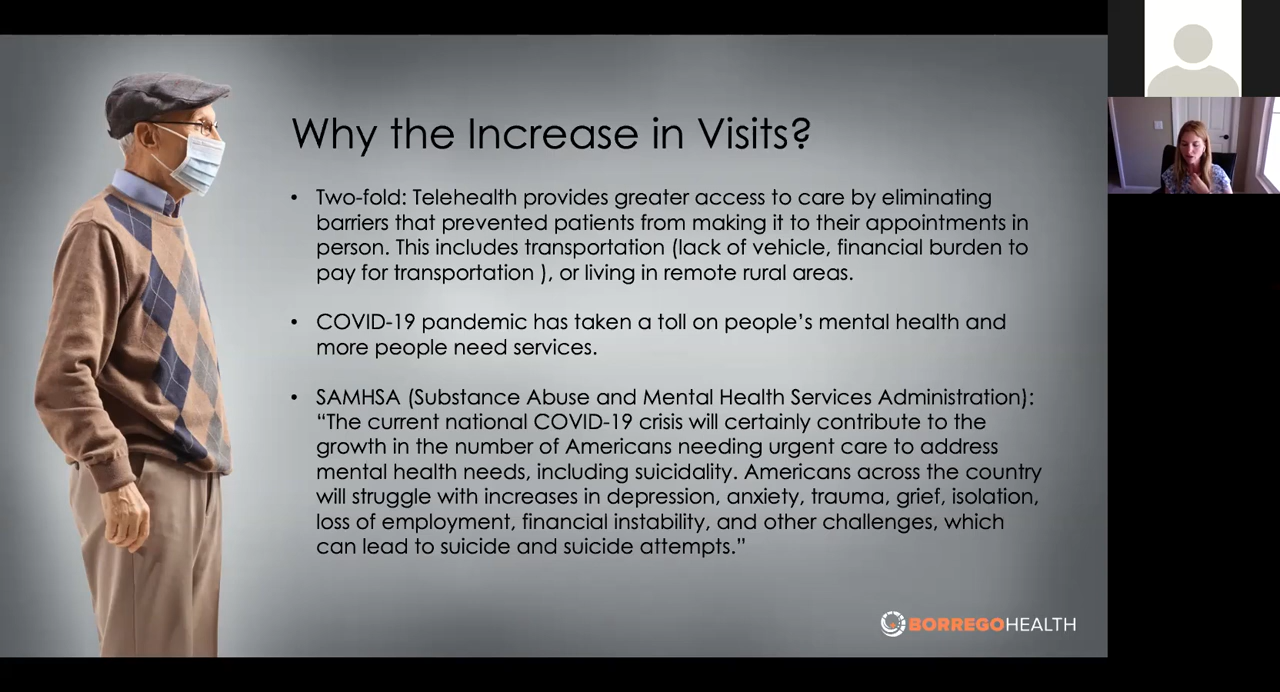 Why the Increase in Visits?
• Two-fold: Telehealth provides greater access to care by eliminating
barriers that prevented patients from making it to their appointments in
person. This includes transportation (lack of vehicle, financial burden to
pay for transportation ), or living in remote rural areas.
• COVID-19 pandemic has taken a toll on people’s mental health and
more people need services.
• SAMHSA (Substance Abuse and Mental Health Services Administration):
“The current national COVID-19 crisis will certainly contribute to the
growth in the number of Americans needing urgent care to address
mental health needs, including suicidality. Americans across the country
will struggle with increases in depression, anxiety, trauma, grief, isolation,
loss of employment, financial instability, and other challenges, which
can lead to suicide and suicide attempts.”
BORREGOHEALTH